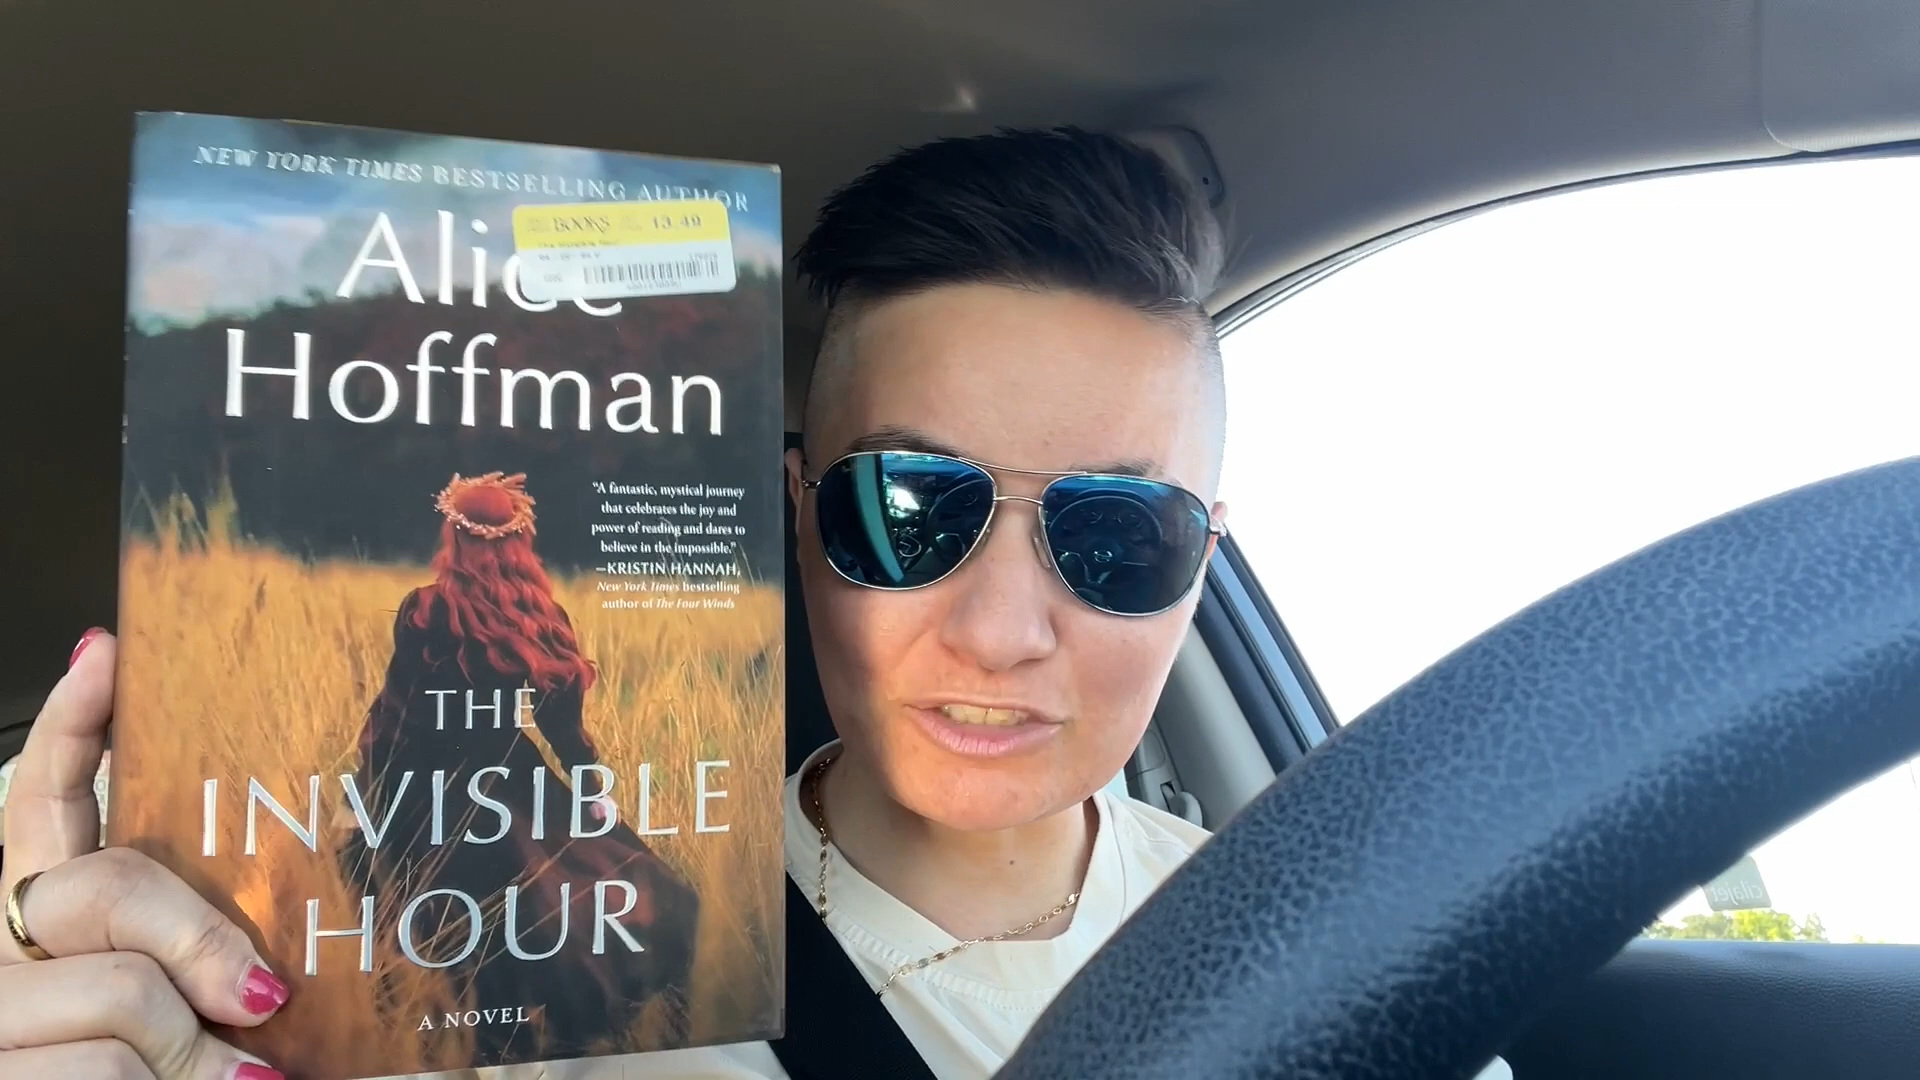 NEW YORK TIMES BESTSELLING AUTHOR
BOOKS 13.49
Alice
Hoffman
"A fantastic, mystical journey
that celebrates the joy and
power of reading and dares to
believe in the impossible."
—KRISTIN HANNAH,
New York Times bestselling
author of The Four Winds
THE
INVISIBLE
HOUR
A NOVEL